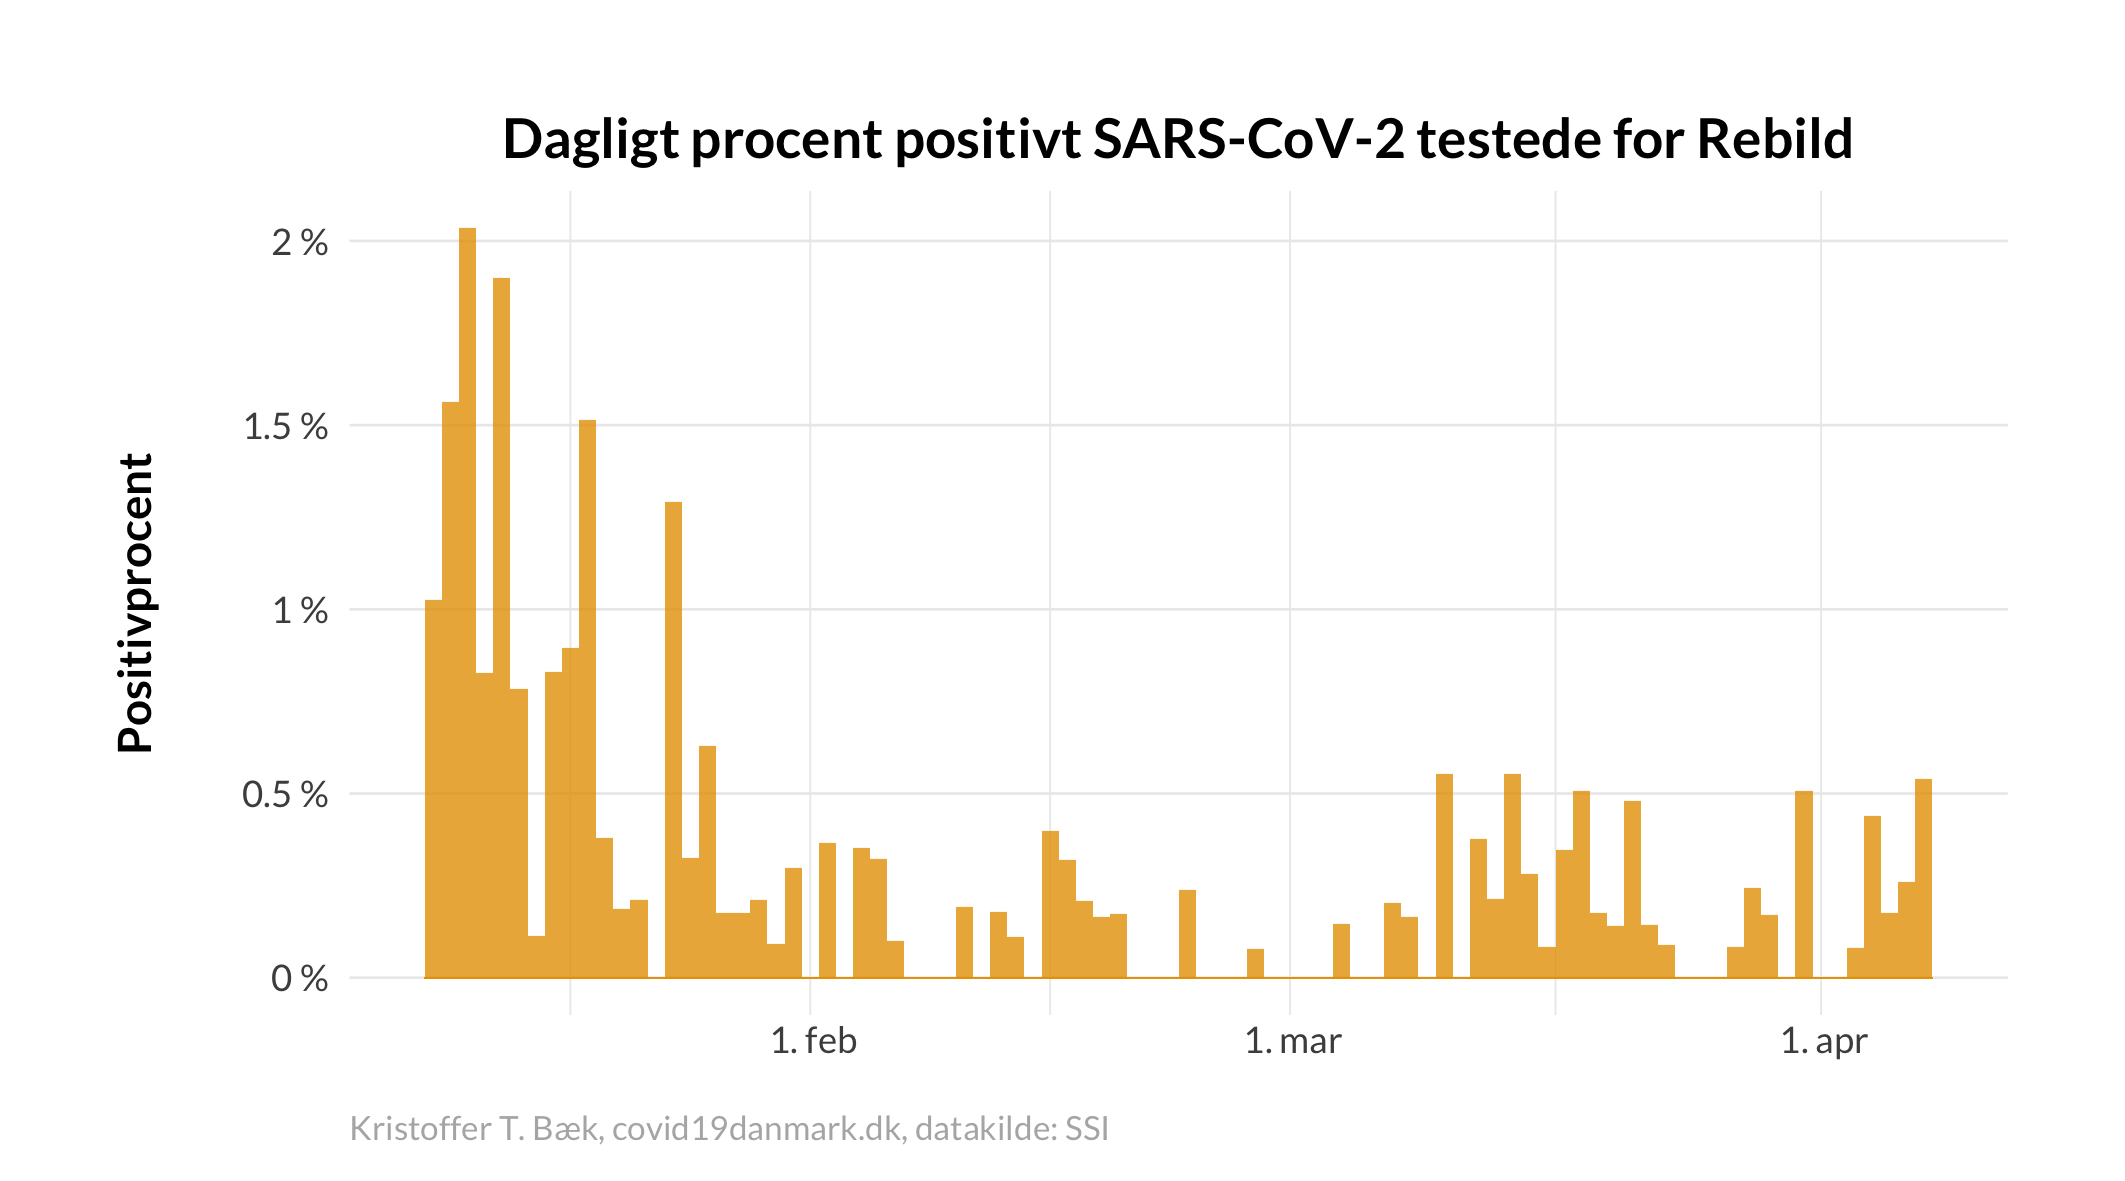 Dagligt procent positivt SARS-CoV-2 testede for Rebild
Positivprocent
2 %
1.5 %
1 %
0.5 %
0 %
1. feb
1. mar
1. apr
Kristoffer T. Bæk, covid19danmark.dk, datakilde: SSI